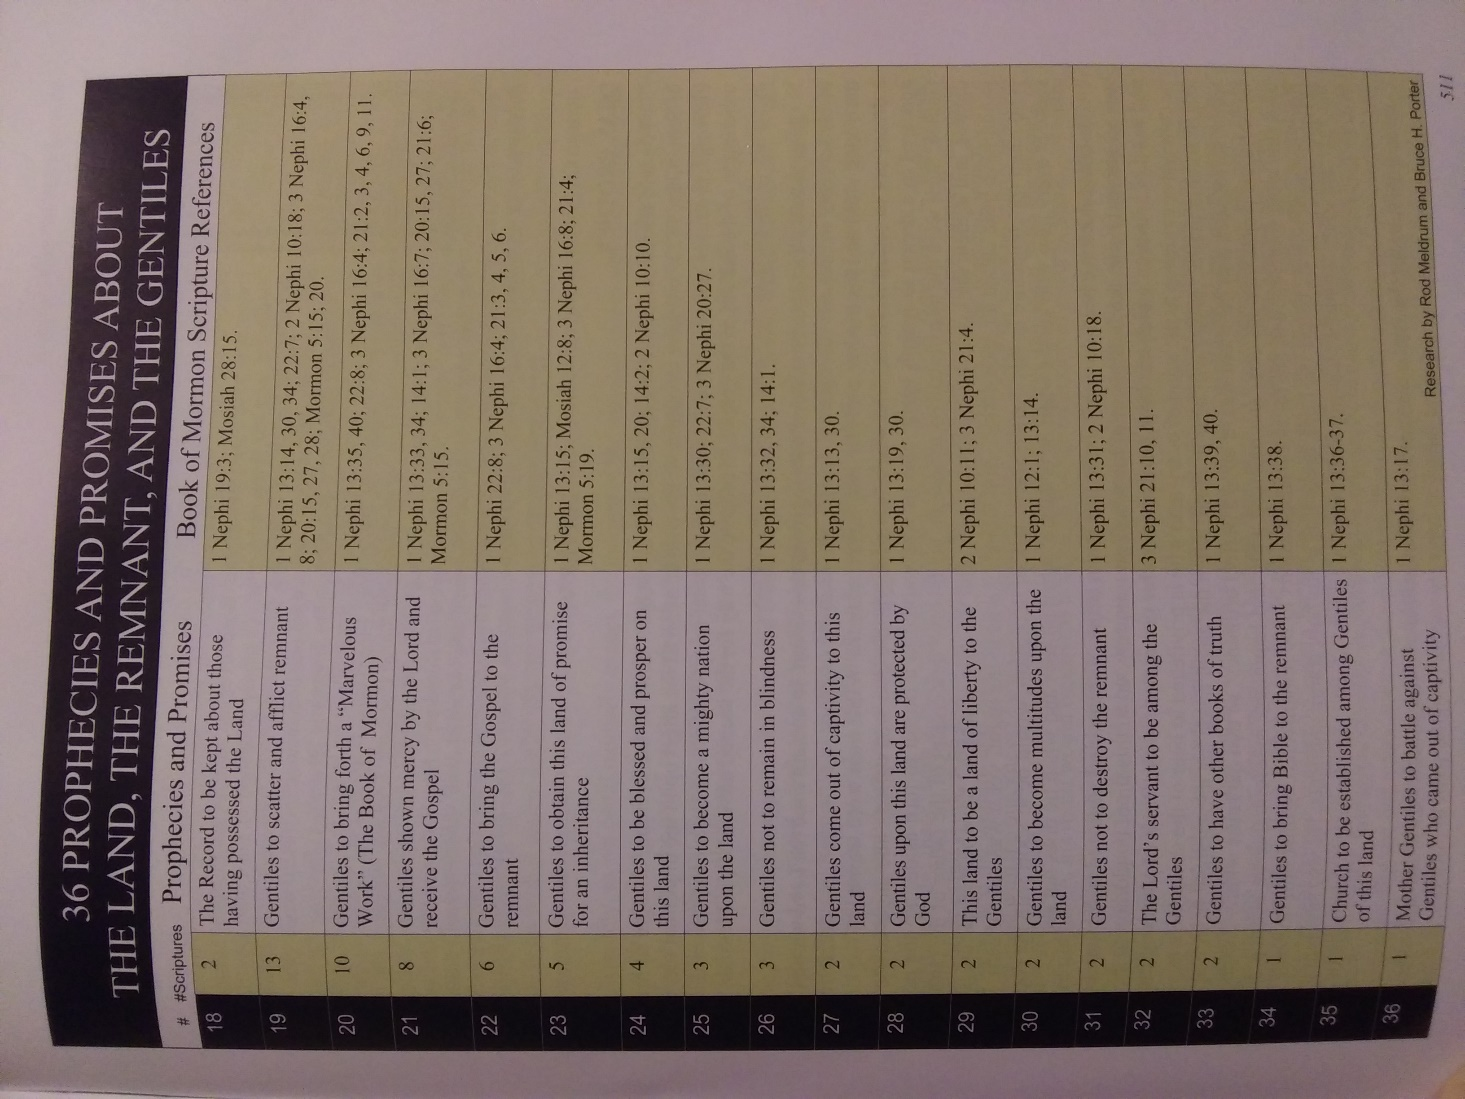 36 PROPHECIES AND PROMISES ABOUT
THE LAND, THE REMNANT, AND THE GENTILES
# #Scriptures Prophecies and Promises Book of Mormon Scripture References
18 2 The Record to be kept about those 1 Nephi 19:3; Mosiah 28:15.
having possessed the Land
19 13 Gentiles to scatter and afflict remnant 1 Nephi 13:14, 30, 34; 22:7; 2 Nephi 10:18; 3 Nephi 16:4,
8; 20:15, 27, 28; Mormon 5:15; 20.
20 10 Gentiles to bring forth a “Marvelous 1 Nephi 13:35, 40; 22:8; 3 Nephi 16:4; 21:2, 3, 4, 6, 9, 11.
Work” (The Book of Mormon)
21 8 Gentiles shown mercy by the Lord and 1 Nephi 13:33, 34; 14:1; 3 Nephi 16:7; 20:15, 27; 21:6;
receive the Gospel Mormon 5:15.
22 6 Gentiles to bring the Gospel to the 1 Nephi 22:8; 3 Nephi 16:4; 21:3, 4, 5, 6.
remnant
23 5 Gentiles to obtain this land of promise 1 Nephi 13:15; Mosiah 12:8; 3 Nephi 16:8; 21:4;
for an inheritance Mormon 5:19.
24 4 Gentiles to be blessed and prosper on 1 Nephi 13:15, 20; 14:2; 2 Nephi 10:10.
this land
25 3 Gentiles to become a mighty nation 1 Nephi 13:30; 22:7; 3 Nephi 20:27.
upon the land
26 3 Gentiles not to remain in blindness 1 Nephi 13:32, 34; 14:1.
27 2 Gentiles come out of captivity to this 1 Nephi 13:13, 30.
land
28 2 Gentiles upon this land are protected by 1 Nephi 13:19, 30.
God
29 2 This land to be a land of liberty to the 2 Nephi 10:11; 3 Nephi 21:4.
Gentiles
30 2 Gentiles to become multitudes upon the 1 Nephi 12:1; 13:14.
land
31 2 Gentiles not to destroy the remnant 1 Nephi 13:31; 2 Nephi 10:18.
32 2 The Lord’s servant to be among the 3 Nephi 21:10, 11.
Gentiles
33 2 Gentiles to have other books of truth 1 Nephi 13:39, 40.
34 1 Gentiles to bring Bible to the remnant 1 Nephi 13:38.
35 1 Church to be established among Gentiles 1 Nephi 13:36-37.
of this land
36 1 Mother Gentiles to battle against 1 Nephi 13:17.
Gentiles who came out of captivity
Research by Rod Meldrum and Bruce H. Porter
511